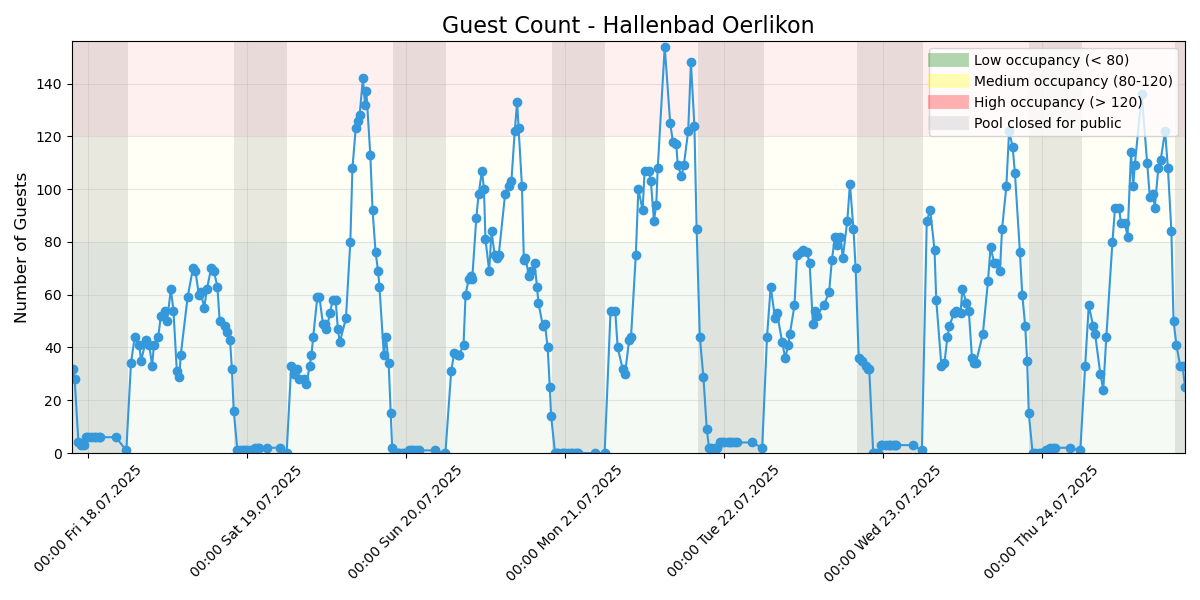 Guest Count - Hallenbad Oerlikon
Low occupancy (< 80)
Medium occupancy (80-120)
High occupancy (> 120)
Pool closed for public
Number of Guests
140
120
100
80
60
40
20
0
00:00 Fri 18.07.2025
00:00 Sat 19.07.2025
00:00 Sun 20.07.2025
00:00 Mon 21.07.2025
00:00 Tue 22.07.2025
00:00 Wed 23.07.2025
00:00 Thu 24.07.2025